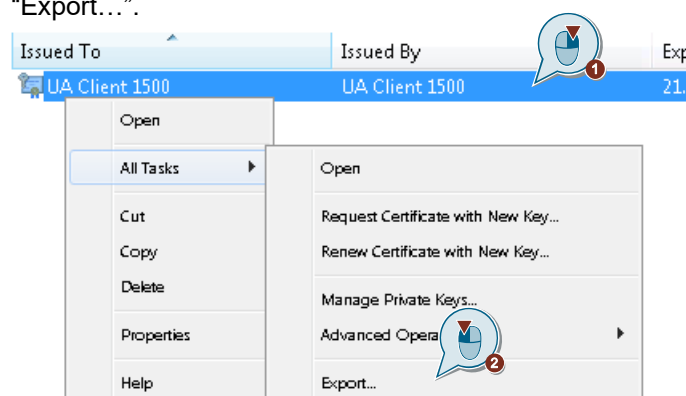 "Export…".
Issued To Issued By Exp
UA Client 1500 UA Client 1500 21.
1
Open
All Tasks Open
Cut Request Certificate with New Key...
Copy Renew Certificate with New Key...
Delete Manage Private Keys...
Properties Advanced Opera
2
Help Export...